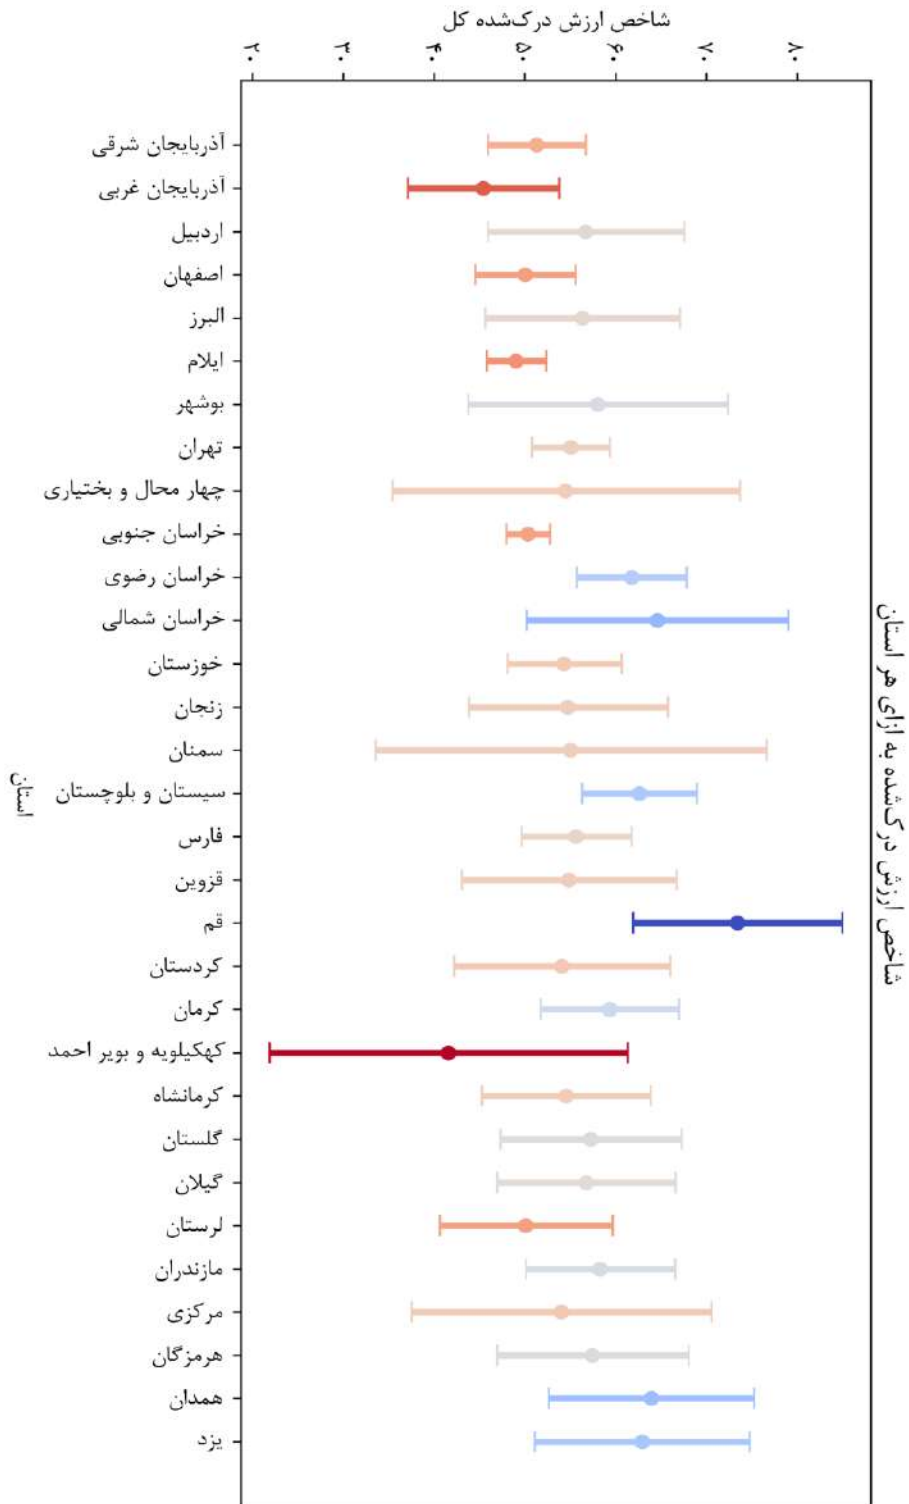 شاخص ارزش درک‌شده کل
۲۰
۳۰
۴۰
۵۰
۶۰
۷۰
۸۰
آذربایجان شرقی
آذربایجان غربی
اردبیل
اصفهان
البرز
ایلام
بوشهر
تهران
چهار محال و بختیاری
خراسان جنوبی
خراسان رضوی
خراسان شمالی
خوزستان
زنجان
سمنان
سیستان و بلوچستان
فارس
قزوین
قم
کردستان
کرمان
کهکیلویه و بویر احمد
کرمانشاه
گلستان
گیلان
لرستان
مازندران
مرکزی
هرمزگان
همدان
یزد
استان
شاخص ارزش درک‌شده به ازای هر استان